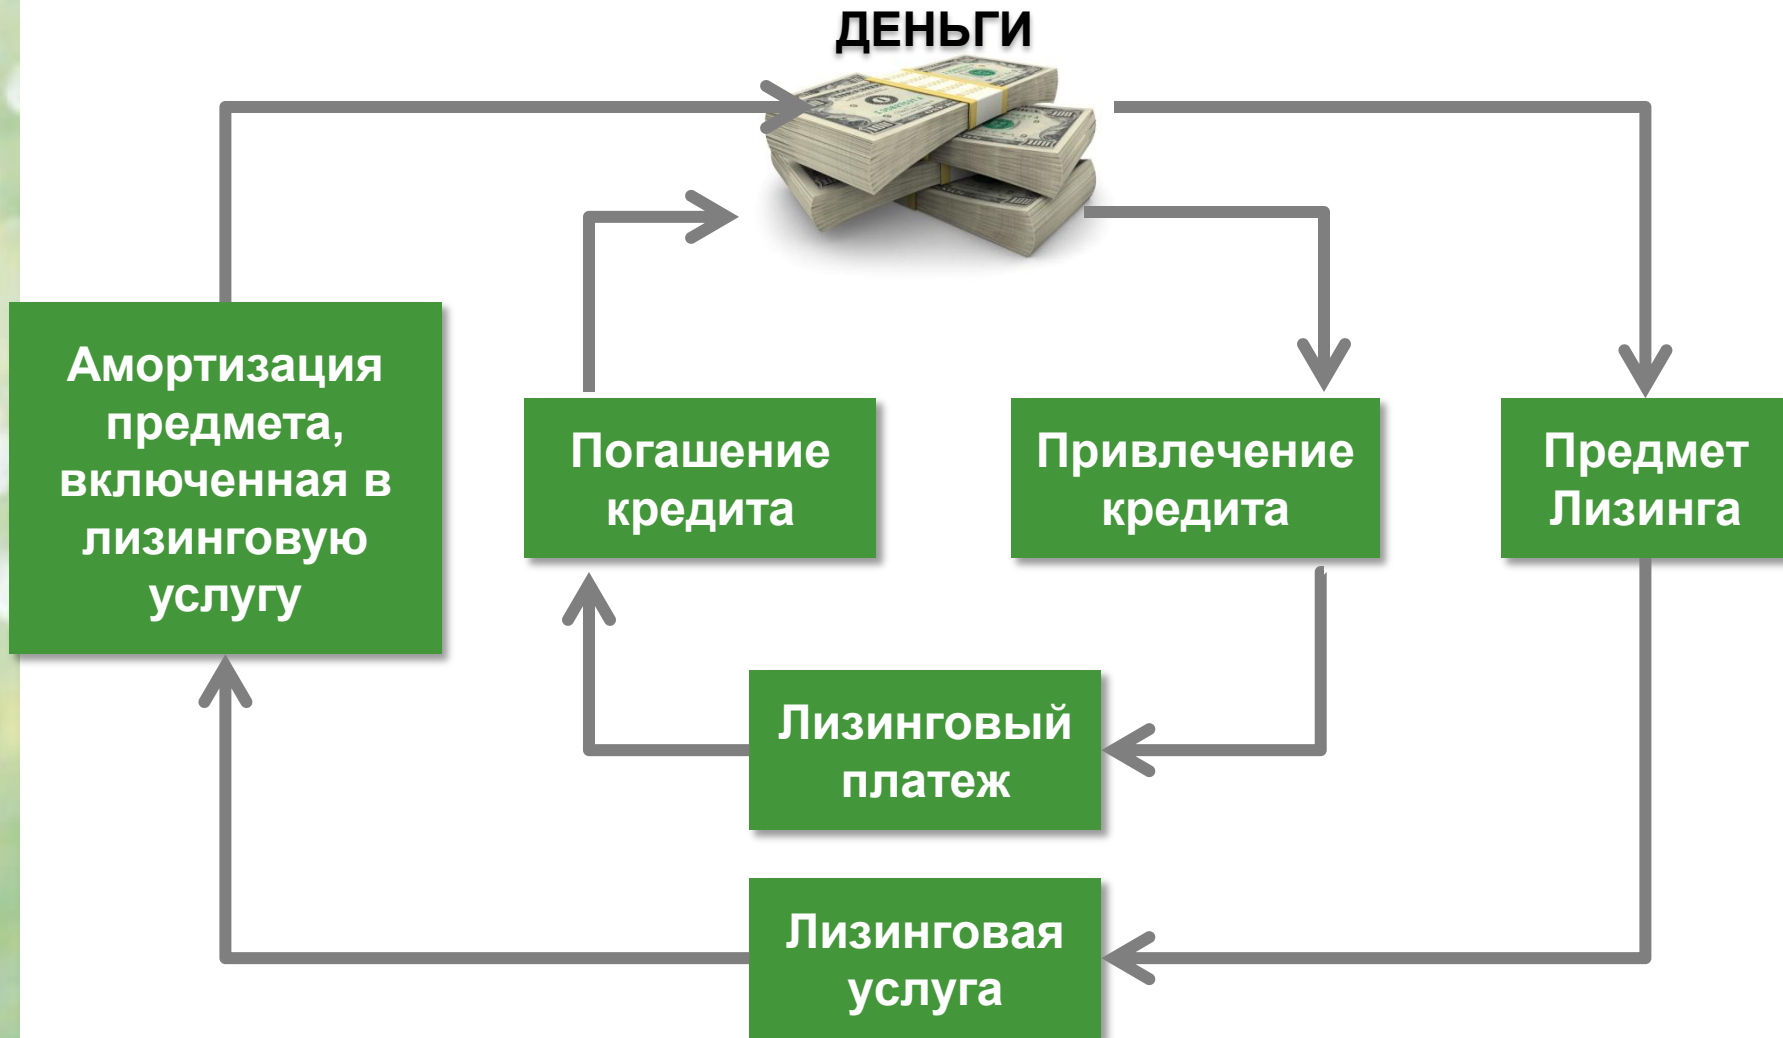 ДЕНЬГИ
Амортизация
предмета,
включенная в
лизинговую
услугу
Погашение
кредита
Привлечение
кредита
Предмет
Лизинга
Лизинговый
платеж
Лизинговая
услуга